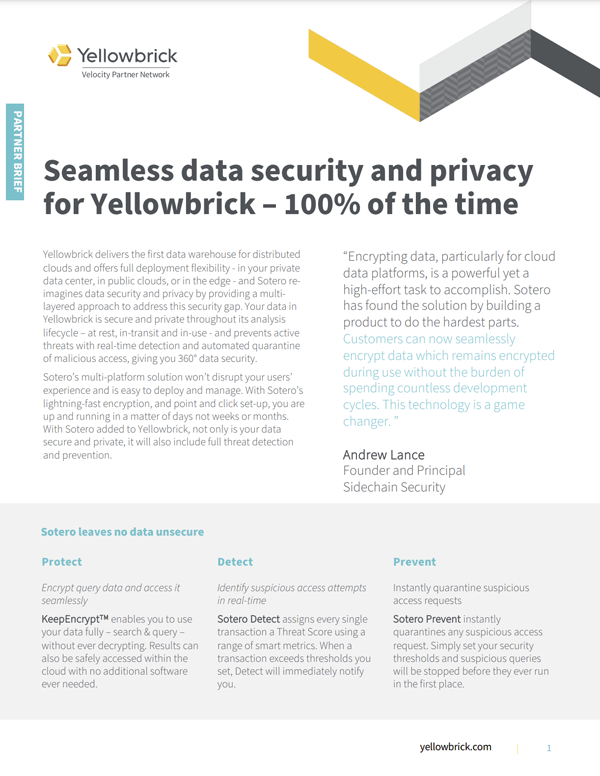 Yellowbrick
Velocity Partner Network
PARTNER BRIEF
Seamless data security and privacy
for Yellowbrick – 100% of the time
Yellowbrick delivers the first data warehouse for distributed
clouds and offers full deployment flexibility - in your private
data center, in public clouds, or in the edge - and Sotero re-
imagines data security and privacy by providing a multi-
layered approach to address this security gap. Your data in
Yellowbrick is secure and private throughout its analysis
lifecycle – at rest, in-transit and in-use - and prevents active
threats with real-time detection and automated quarantine
of malicious access, giving you 360° data security.
Sotero's multi-platform solution won't disrupt your users'
experience and is easy to deploy and manage. With Sotero's
lightning-fast encryption, and point and click set-up, you are
up and running in a matter of days not weeks or months.
With Sotero added to Yellowbrick, not only is your data
secure and private, it will also include full threat detection
and prevention.
“Encrypting data, particularly for cloud
data platforms, is a powerful yet a
high-effort task to accomplish. Sotero
has found the solution by building a
product to do the hardest parts.
Customers can now seamlessly
encrypt data which remains encrypted
during use without the burden of
spending countless development
cycles. This technology is a game
changer. ”
Andrew Lance
Founder and Principal
Sidechain Security
Sotero leaves no data unsecure
Protect
Encrypt query data and access it
seamlessly
KeepEncrypt™ enables you to use
your data fully – search & query –
without ever decrypting. Results can
also be safely accessed within the
cloud with no additional software
ever needed.
Detect
Identify suspicious access attempts
in real-time
Sotero Detect assigns every single
transaction a Threat Score using a
range of smart metrics. When a
transaction exceeds thresholds you
set, Detect will immediately notify
you.
Prevent
Instantly quarantine suspicious
access requests
Sotero Prevent instantly
quarantines any suspicious access
request. Simply set your security
thresholds and suspicious queries
will be stopped before they ever run
in the first place.
yellowbrick.com | 1